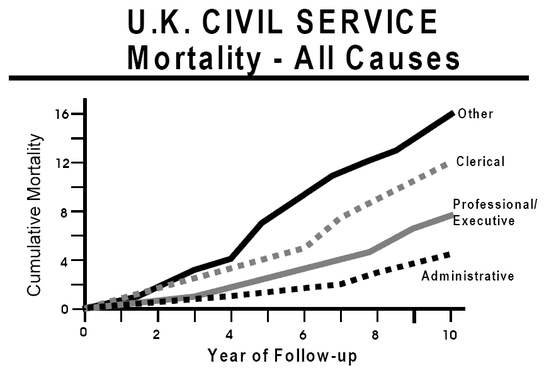 U.K. CIVIL SERVICE
Mortality - All Causes
Cumulative Mortality
16
12
8
4
0
Other
Clerical
Professional/
Executive
Administrative
0 2 4 6 8 10
Year of Follow-up